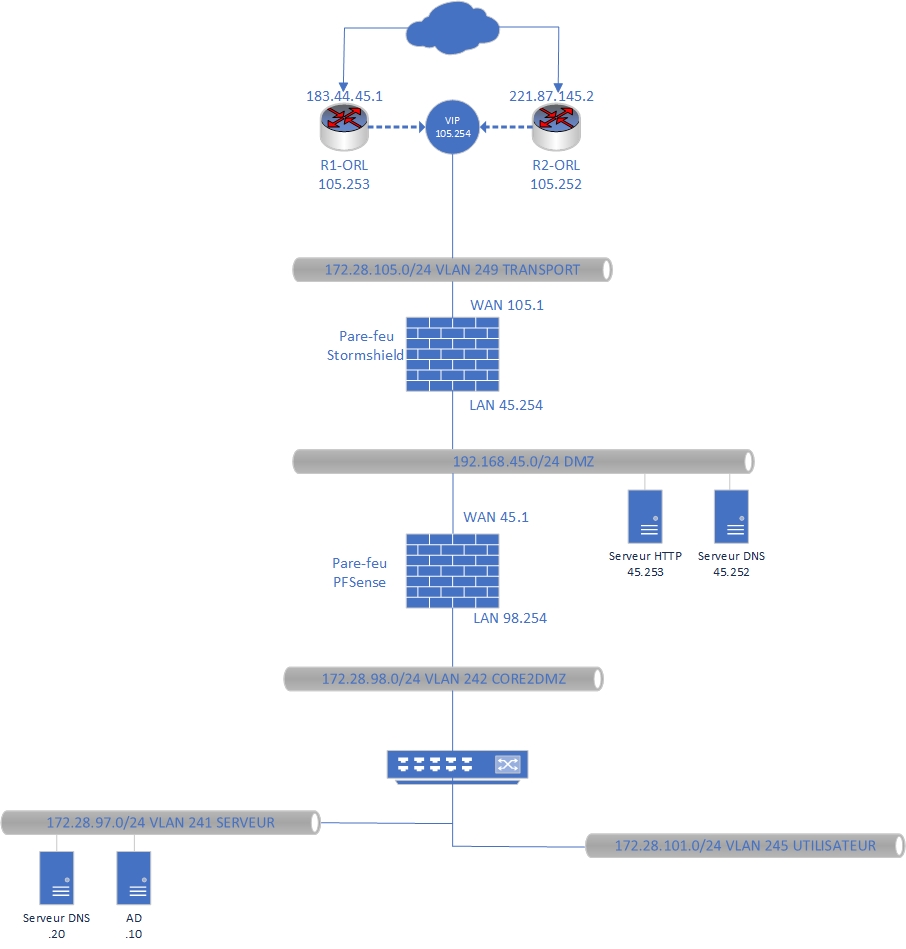 183.44.45.1
221.87.145.2
VIP
105.254
R1-ORL
105.253
R2-ORL
105.252
172.28.105.0/24 VLAN 249 TRANSPORT
WAN 105.1
Pare-feu
Stormshield
LAN 45.254
192.168.45.0/24 DMZ
WAN 45.1
Serveur HTTP
45.253
Serveur DNS
45.252
Pare-feu
PFSense
LAN 98.254
172.28.98.0/24 VLAN 242 CORE2DMZ
172.28.97.0/24 VLAN 241 SERVEUR
172.28.101.0/24 VLAN 245 UTILISATEUR
Serveur DNS
.20
AD
.10